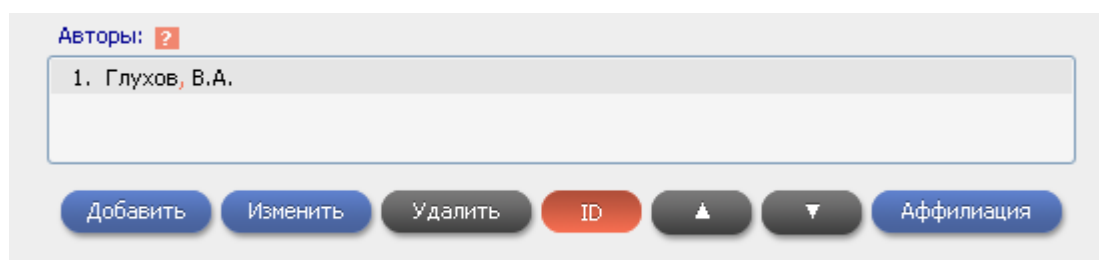 Авторы: ?
1. Глухов, В.А.
Добавить Изменить Удалить ID ▲ ▼ Аффилиация